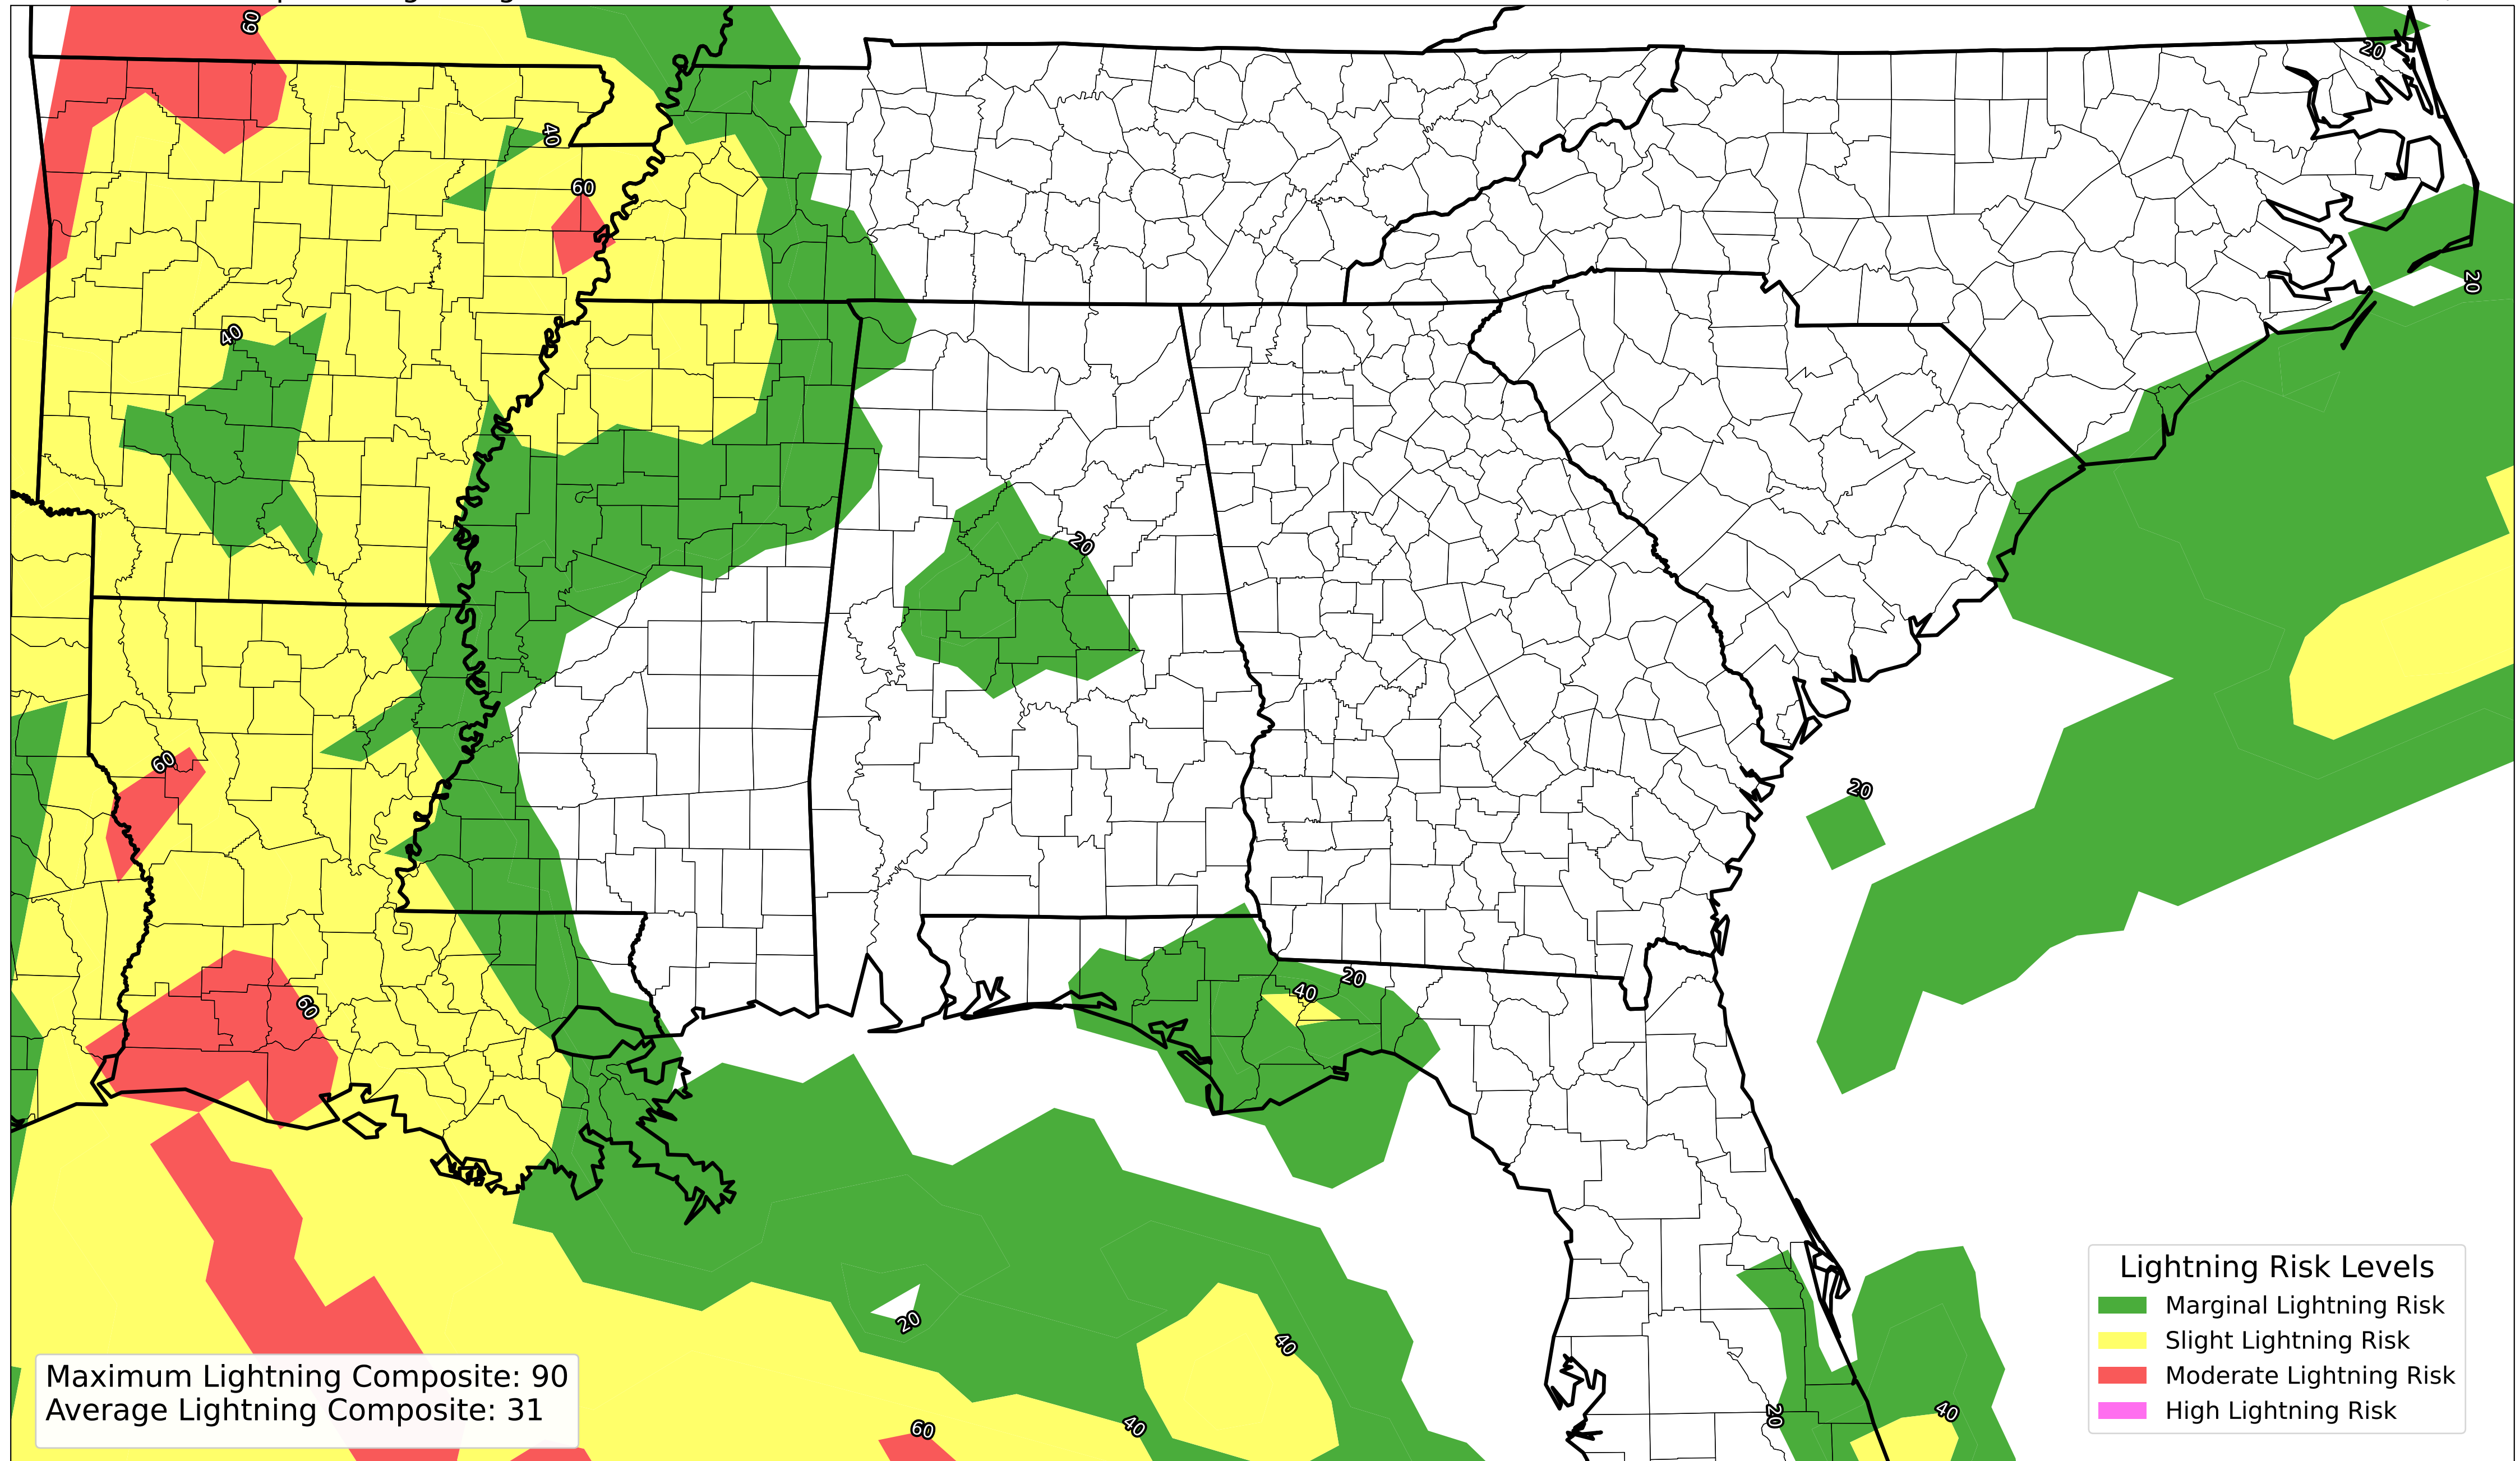 60
20
40
60
20
40
20
60
20
60
20
40
20
40
40
60
20
40
Lightning Risk Levels
Marginal Lightning Risk
Slight Lightning Risk
Moderate Lightning Risk
High Lightning Risk
Maximum Lightning Composite: 90
Average Lightning Composite: 31